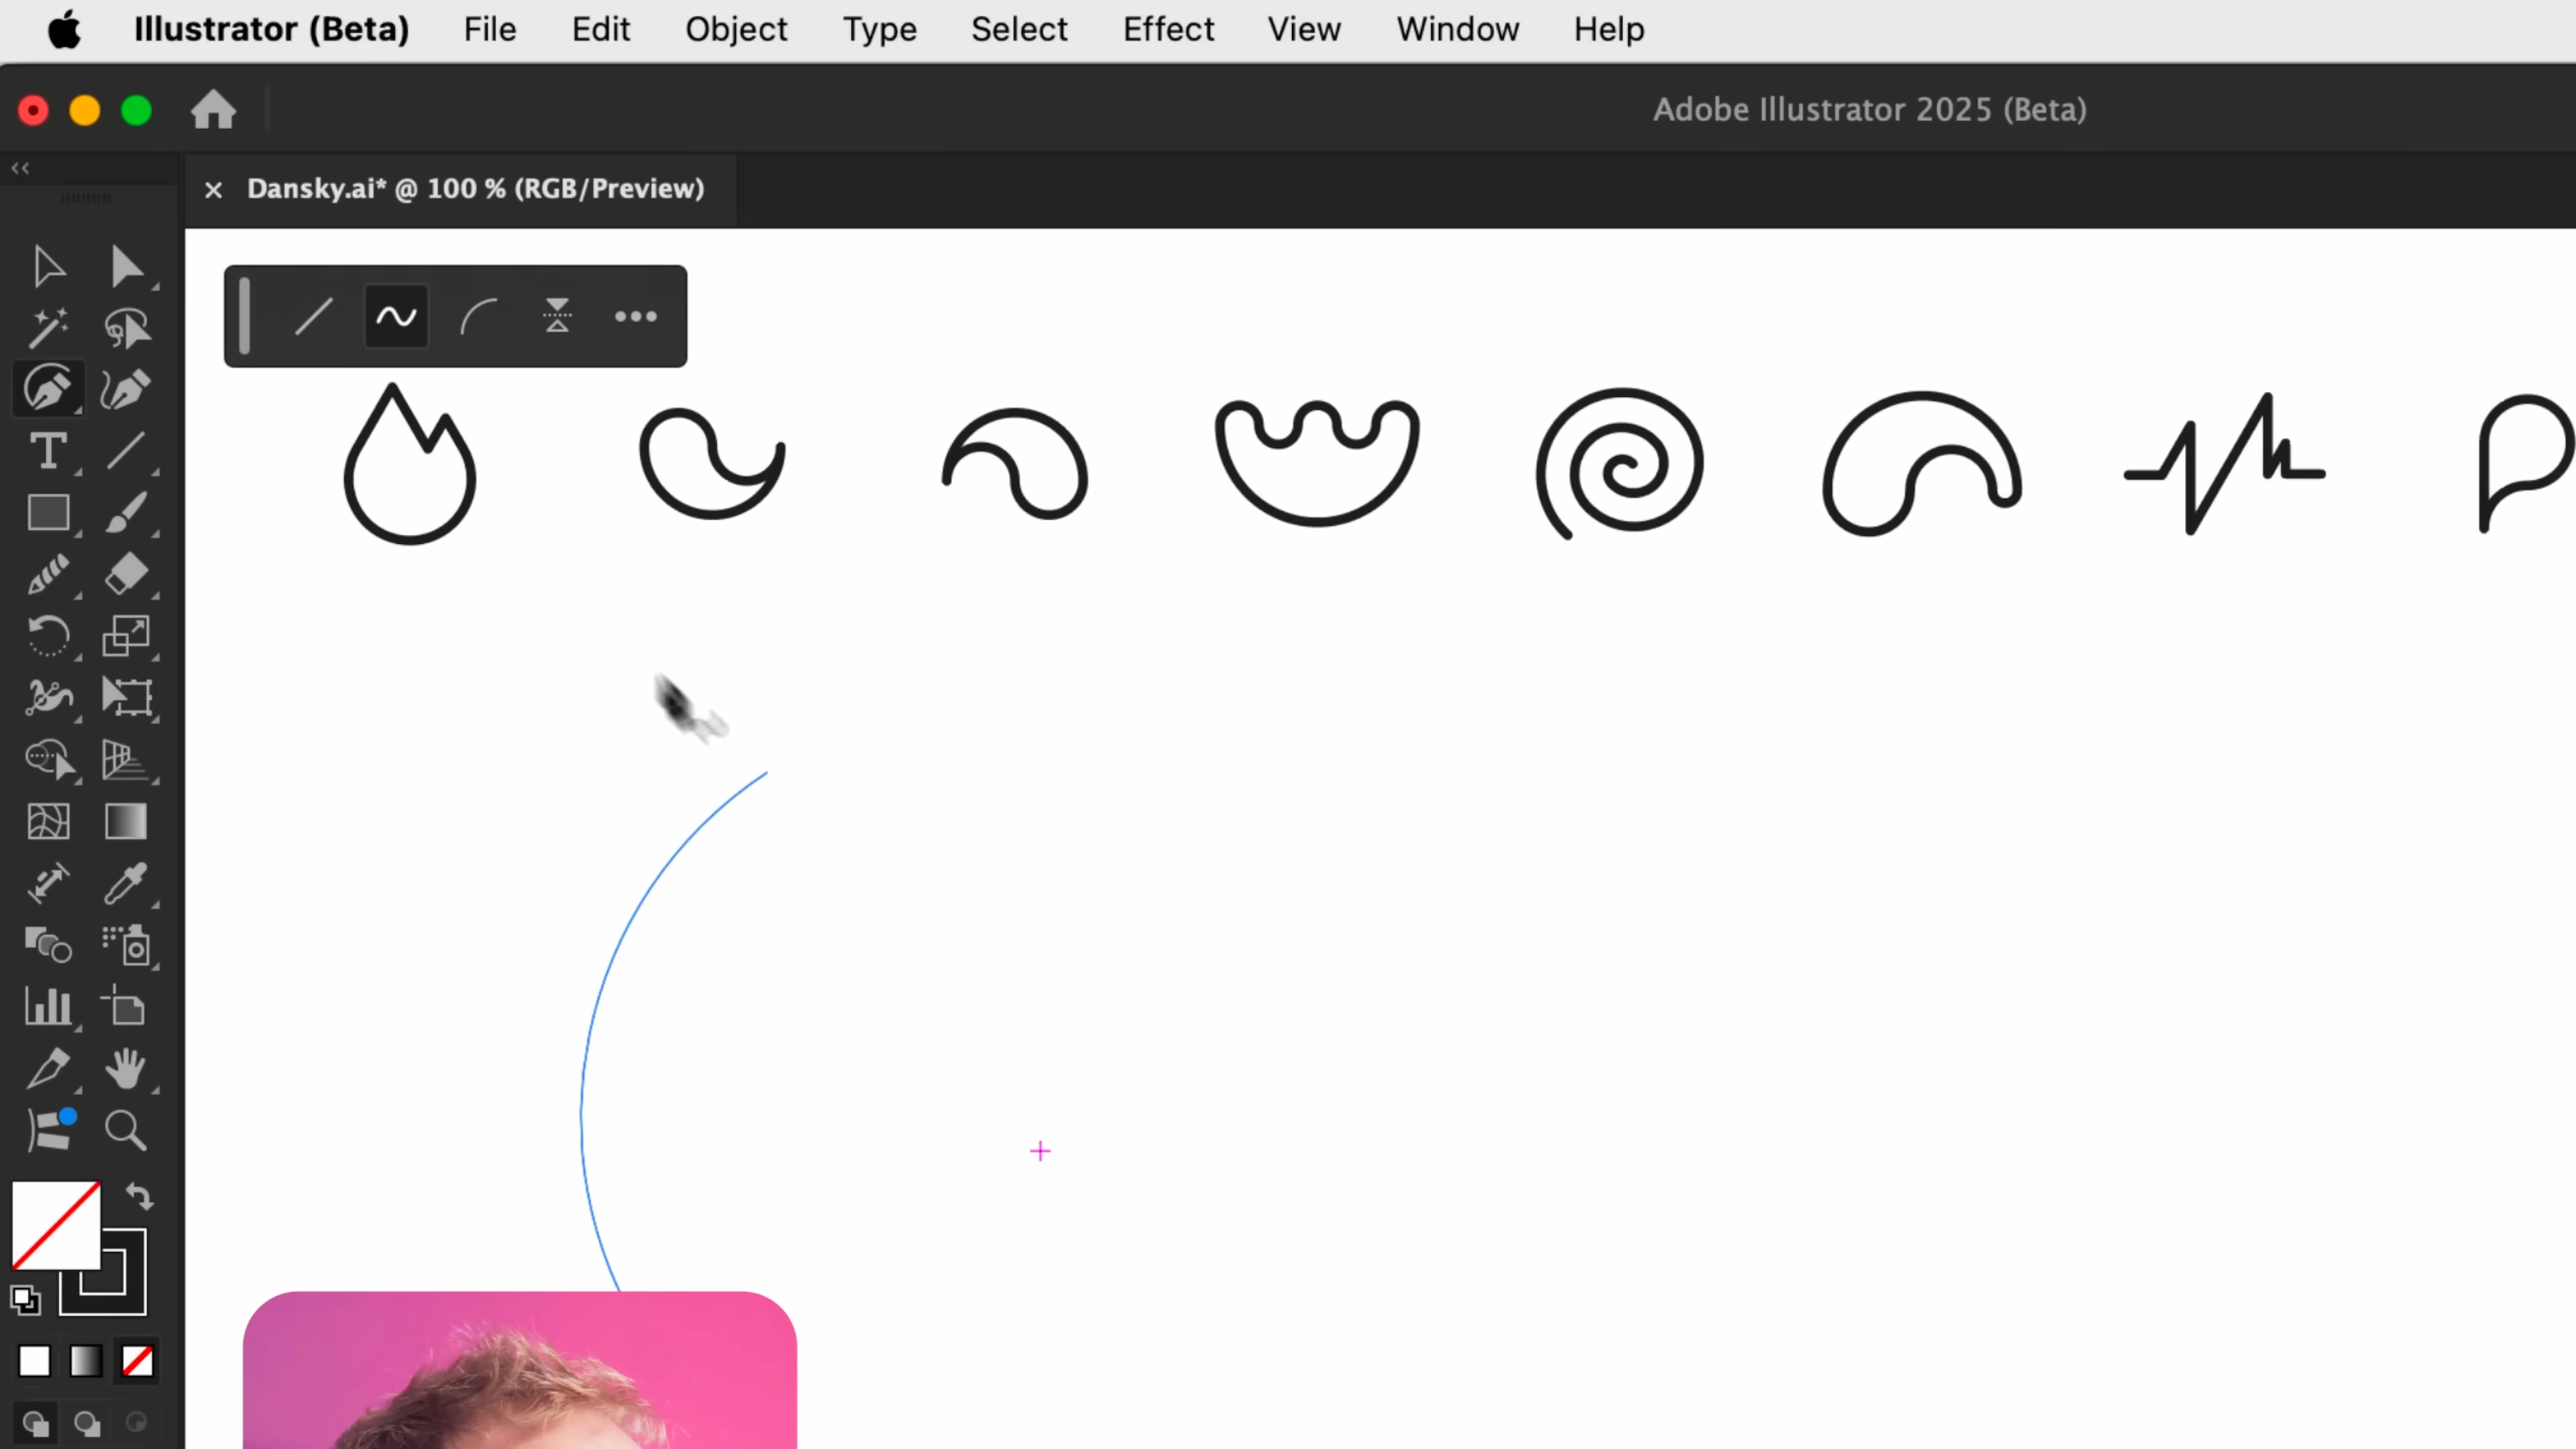 Illustrator (Beta) File Edit Object Type Select Effect View Window Help
Adobe Illustrator 2025 (Beta)
Dansky.ai* @ 100 % (RGB/Preview)